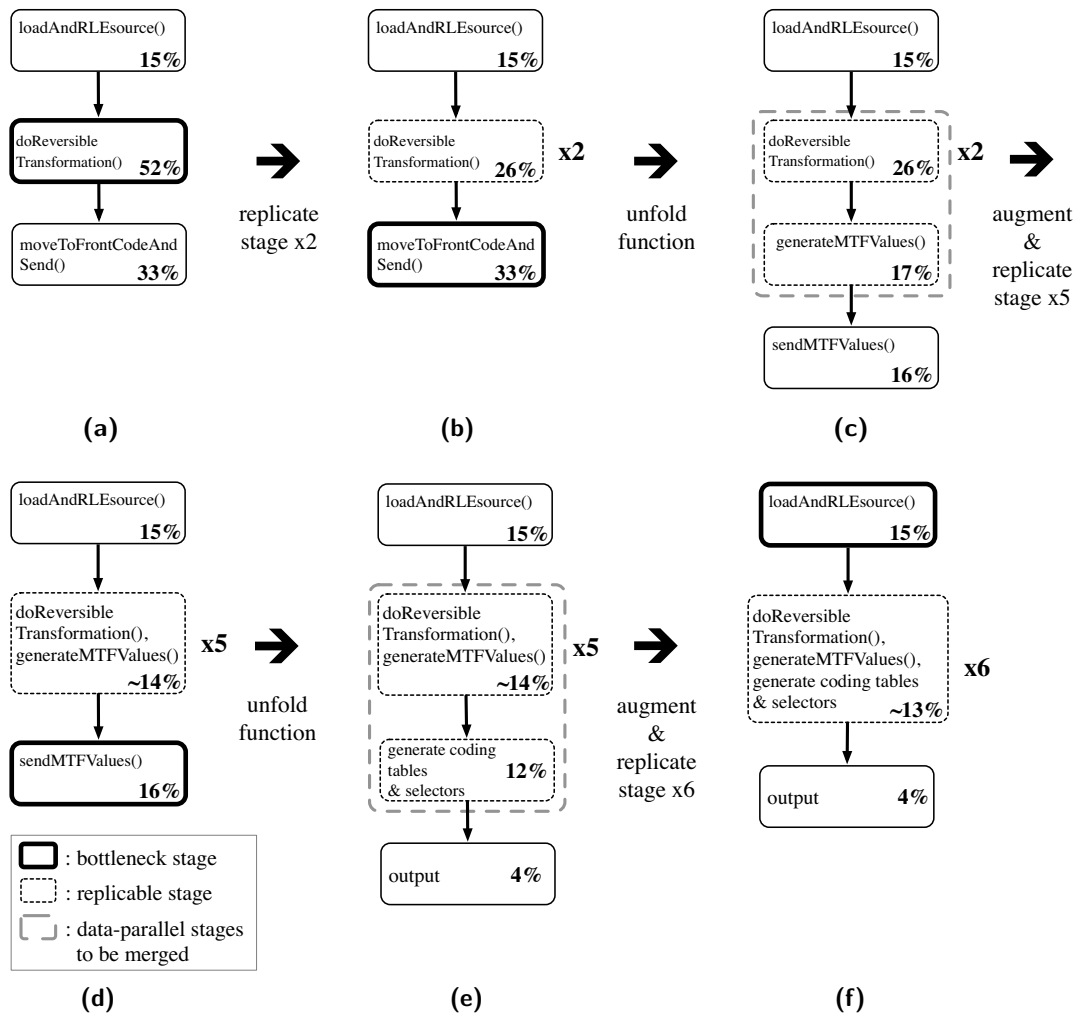 loadAndRLEsource()
15%
doReversible
Transformation()
52%
moveToFrontCodeAnd
Send()
33%
replicate
stage x2
(a)
loadAndRLEsource()
15%
doReversible
Transformation()
26%
x2
moveToFrontCodeAnd
Send()
33%
unfold
function
(b)
loadAndRLEsource()
15%
doReversible
Transformation()
26%
x2
generateMTFValues()
17%
sendMTFValues()
16%
augment
&
replicate
stage x5
(c)
loadAndRLEsource()
15%
doReversible
Transformation(),
generateMTFValues()
~14%
x5
sendMTFValues()
16%
unfold
function
: bottleneck stage
: replicable stage
: data-parallel stages
to be merged
(d)
loadAndRLEsource()
15%
doReversible
Transformation(),
generateMTFValues()
~14%
x5
generate coding
tables
& selectors
12%
output 4%
augment
&
replicate
stage x6
(e)
loadAndRLEsource()
15%
doReversible
Transformation(),
generateMTFValues(),
generate coding tables
& selectors
~13%
x6
output 4%
(f)